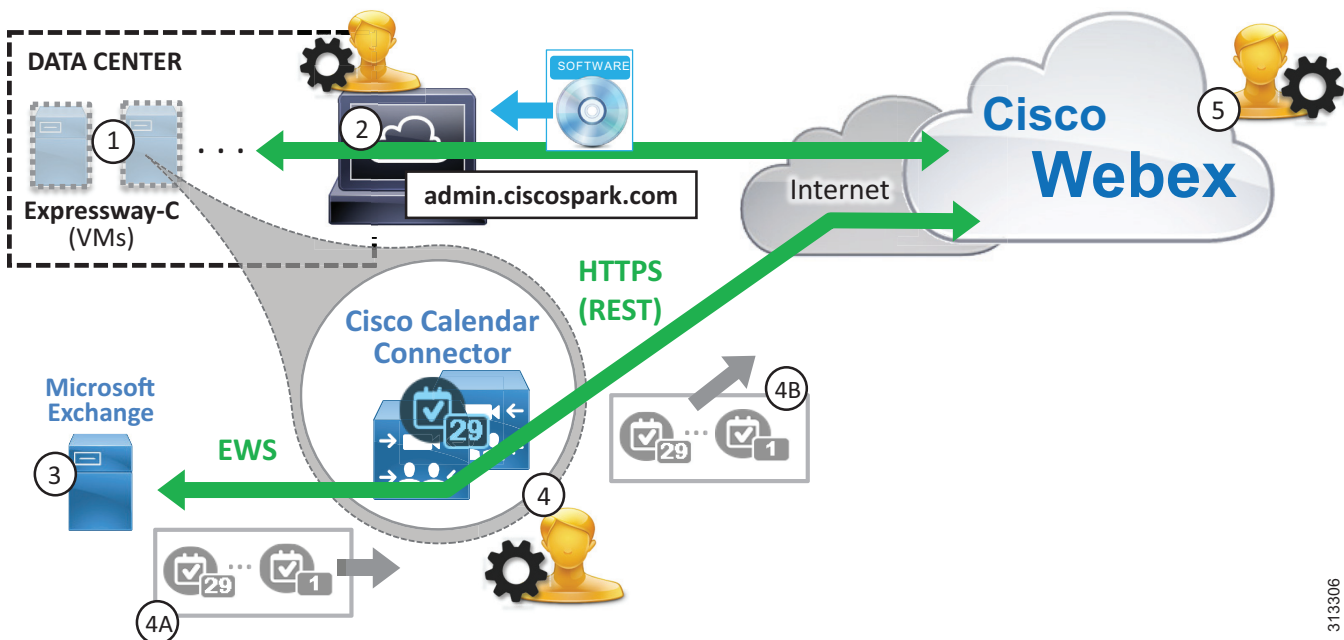 DATA CENTER
1
Expressway-C
(VMs)
. . .
2
SOFTWARE
admin.ciscospark.com
Internet
Cisco
Webex
5
HTTPS
(REST)
Cisco Calendar
Connector
29
Microsoft
Exchange
3
EWS
4
4A
29
...
1
4B
29
...
1
313306